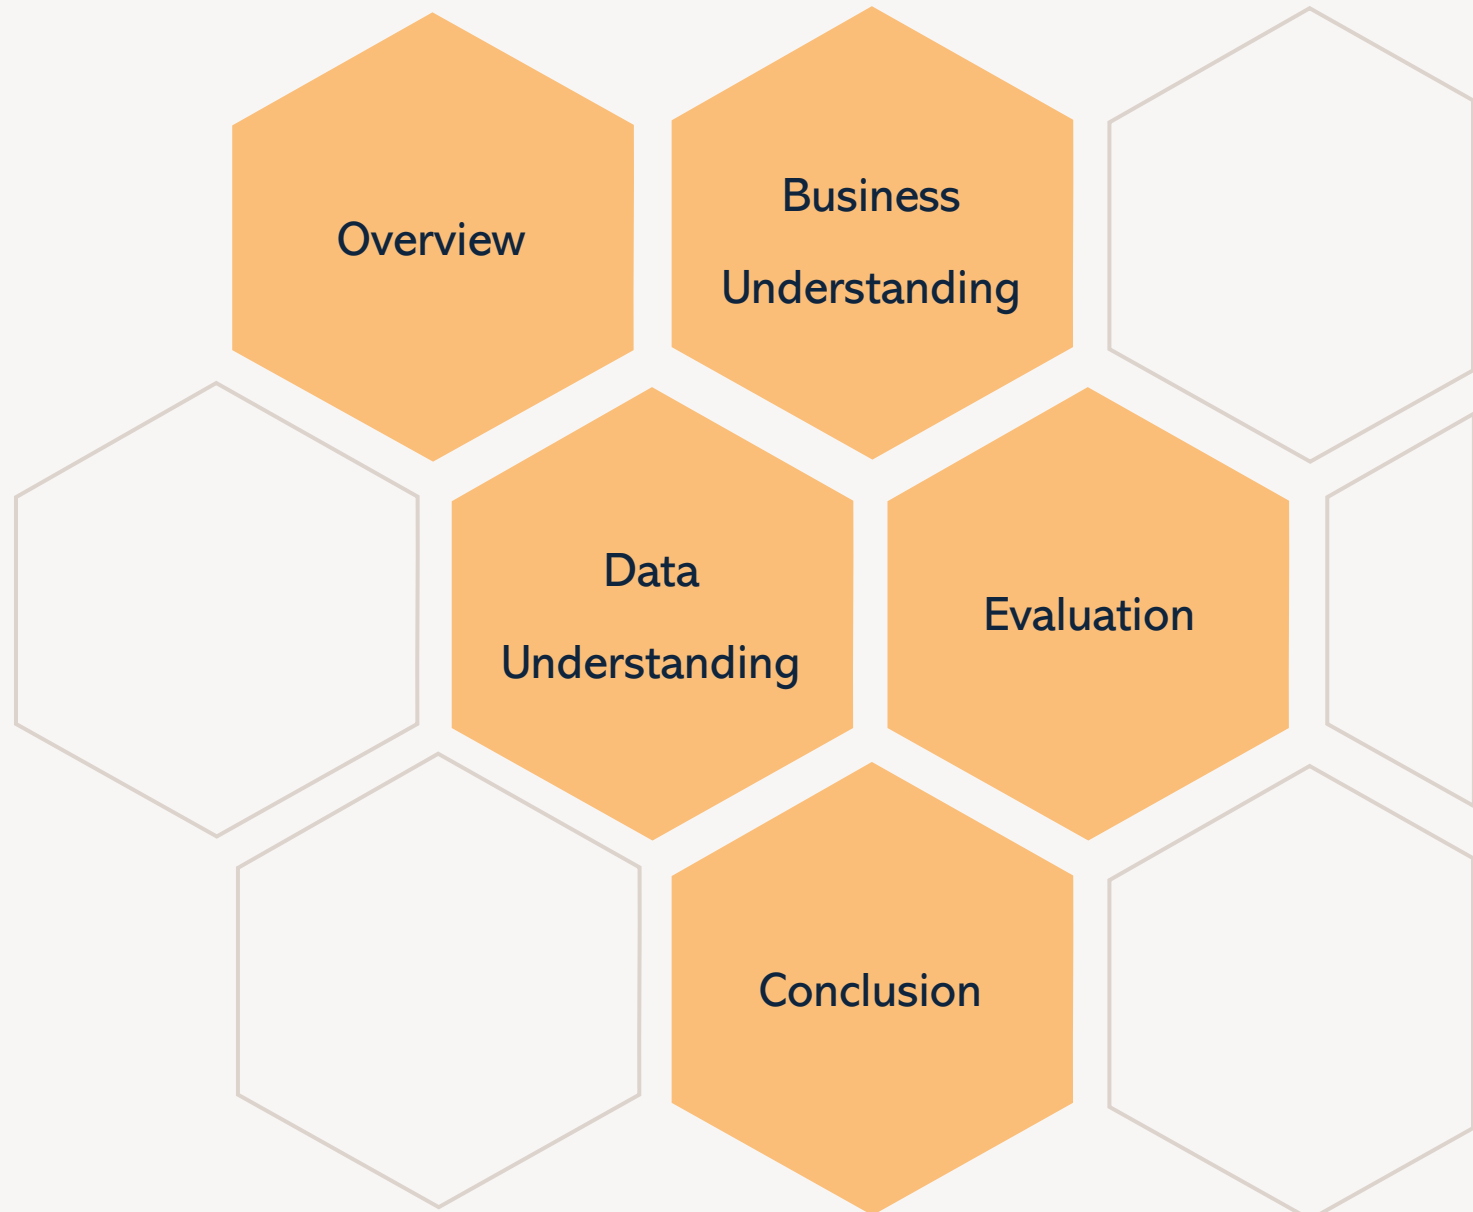 Overview
Business
Understanding
Data
Understanding
Evaluation
Conclusion